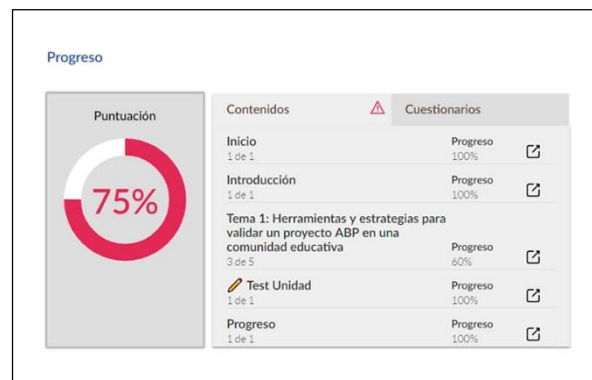 Progreso
Puntuación
75%
Contenidos
Cuestionarios
Inicio
1 de 1
Progreso
100%
Introducción
1 de 1
Progreso
100%
Tema 1: Herramientas y estrategias para
validar un proyecto ABP en una
comunidad educativa
3 de 5
Progreso
60%
Test Unidad
1 de 1
Progreso
100%
Progreso
1 de 1
Progreso
100%